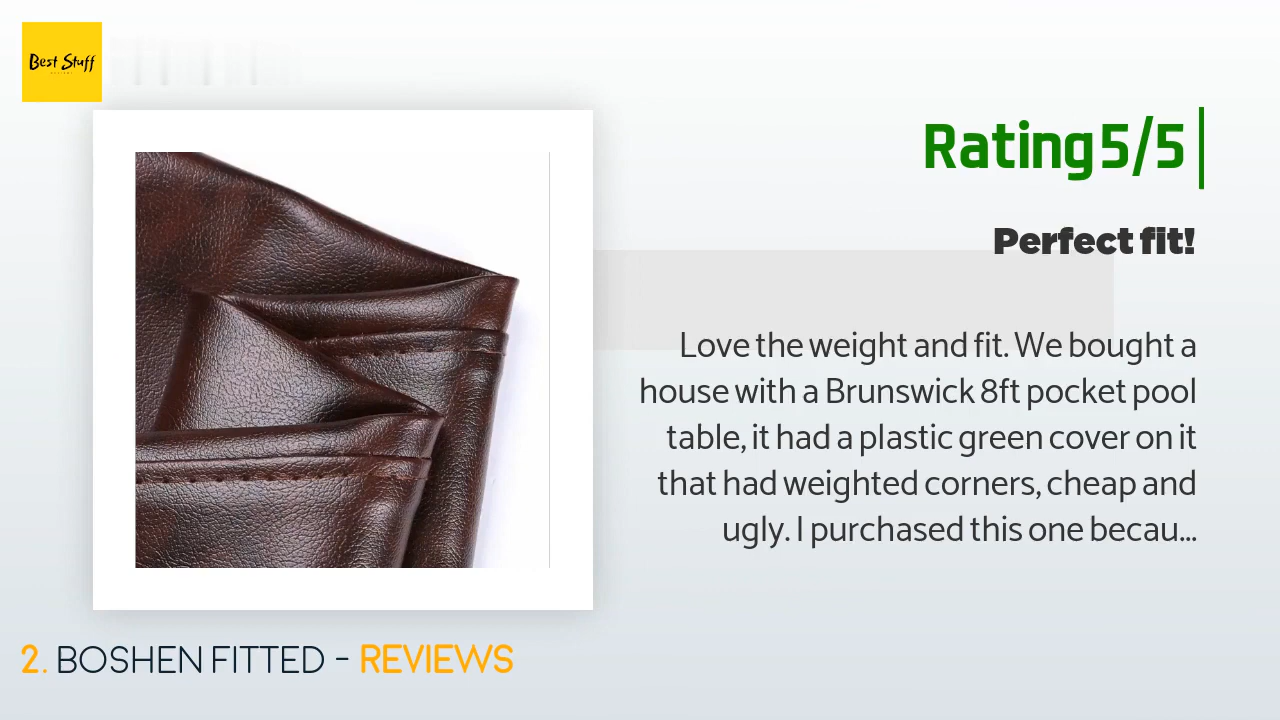 Best Stuff
Rating 5/5
Perfect fit!
Love the weight and fit. We bought a
house with a Brunswick 8ft pocket pool
table, it had a plastic green cover on it
that had weighted corners, cheap and
ugly. I purchased this one becau...
2. BOSHEN FITTED - REVIEWS